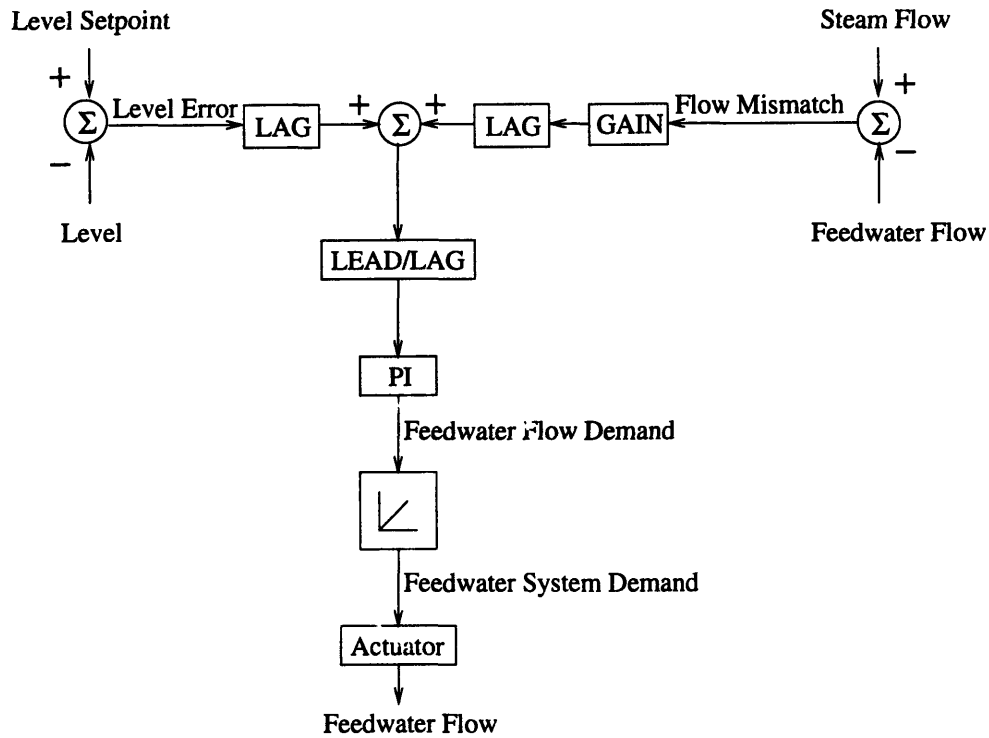 Level Setpoint
Steam Flow
+
+
Σ
Level Error
LAG
+
Σ
+
LAG
GAIN
Flow Mismatch
Σ
−
−
Level
Feedwater Flow
LEAD/LAG
PI
Feedwater Flow Demand
Feedwater System Demand
Actuator
Feedwater Flow